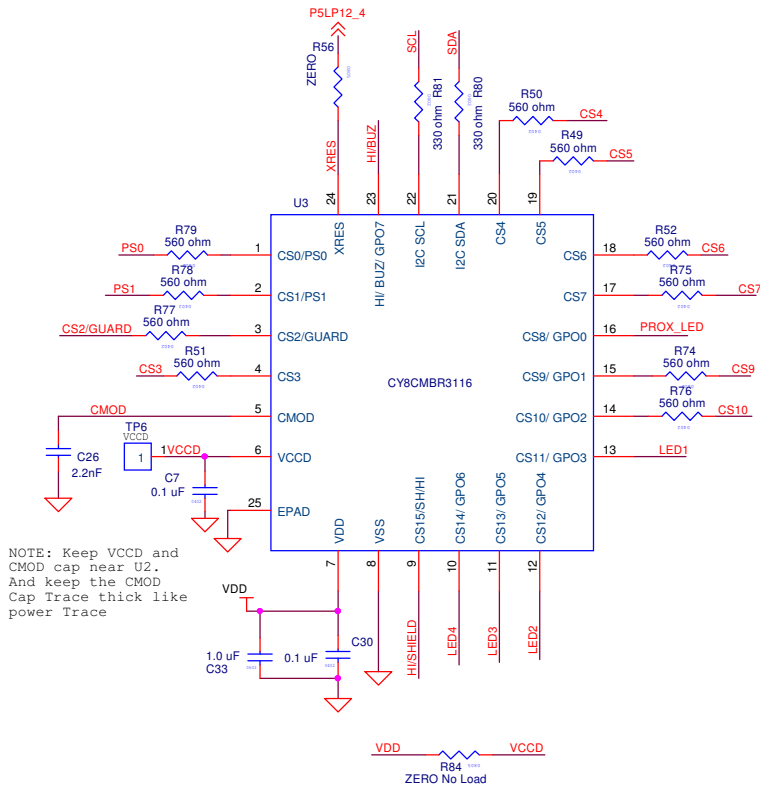 P5LP12_4
R56
ZERO
XRES
HI/BUZ
SCL
R81
330 ohm
SDA
R80
330 ohm
R50
560 ohm
CS4
R49
560 ohm
CS5
U3
24
23
22
21
20
19
XRES
HI/ BUZ/ GPO7
I2C SCL
I2C SDA
CS4
CS5
R79
560 ohm
PS0
1
CS0/PS0
R78
560 ohm
PS1
2
CS1/PS1
R77
560 ohm
CS2/GUARD
3
CS2/GUARD
R51
560 ohm
CS3
4
CS3
CMOD
5
CMOD
C26
2.2nF
TP6
VCCD
1
1
VCCD
6
VCCD
C7
0.1 uF
25
EPAD
CY8CMBR3116
CS6
18
R52
560 ohm
CS6
CS7
17
R75
560 ohm
CS7
CS8/ GPO0
16
PROX_LED
CS9/ GPO1
15
R74
560 ohm
CS9
CS10/ GPO2
14
R76
560 ohm
CS10
CS11/ GPO3
13
LED1
VDD
VSS
CS15/SH/HI
CS14/ GPO6
CS13/ GPO5
CS12/ GPO4
7
8
9
10
11
12
HI/SHIELD
LED4
LED3
LED2
NOTE: Keep VCCD and
CMOD cap near U2.
And keep the CMOD
Cap Trace thick like
power Trace
VDD
1.0 uF
C33
0.1 uF
C30
VDD
VCCD
R84
ZERO No Load